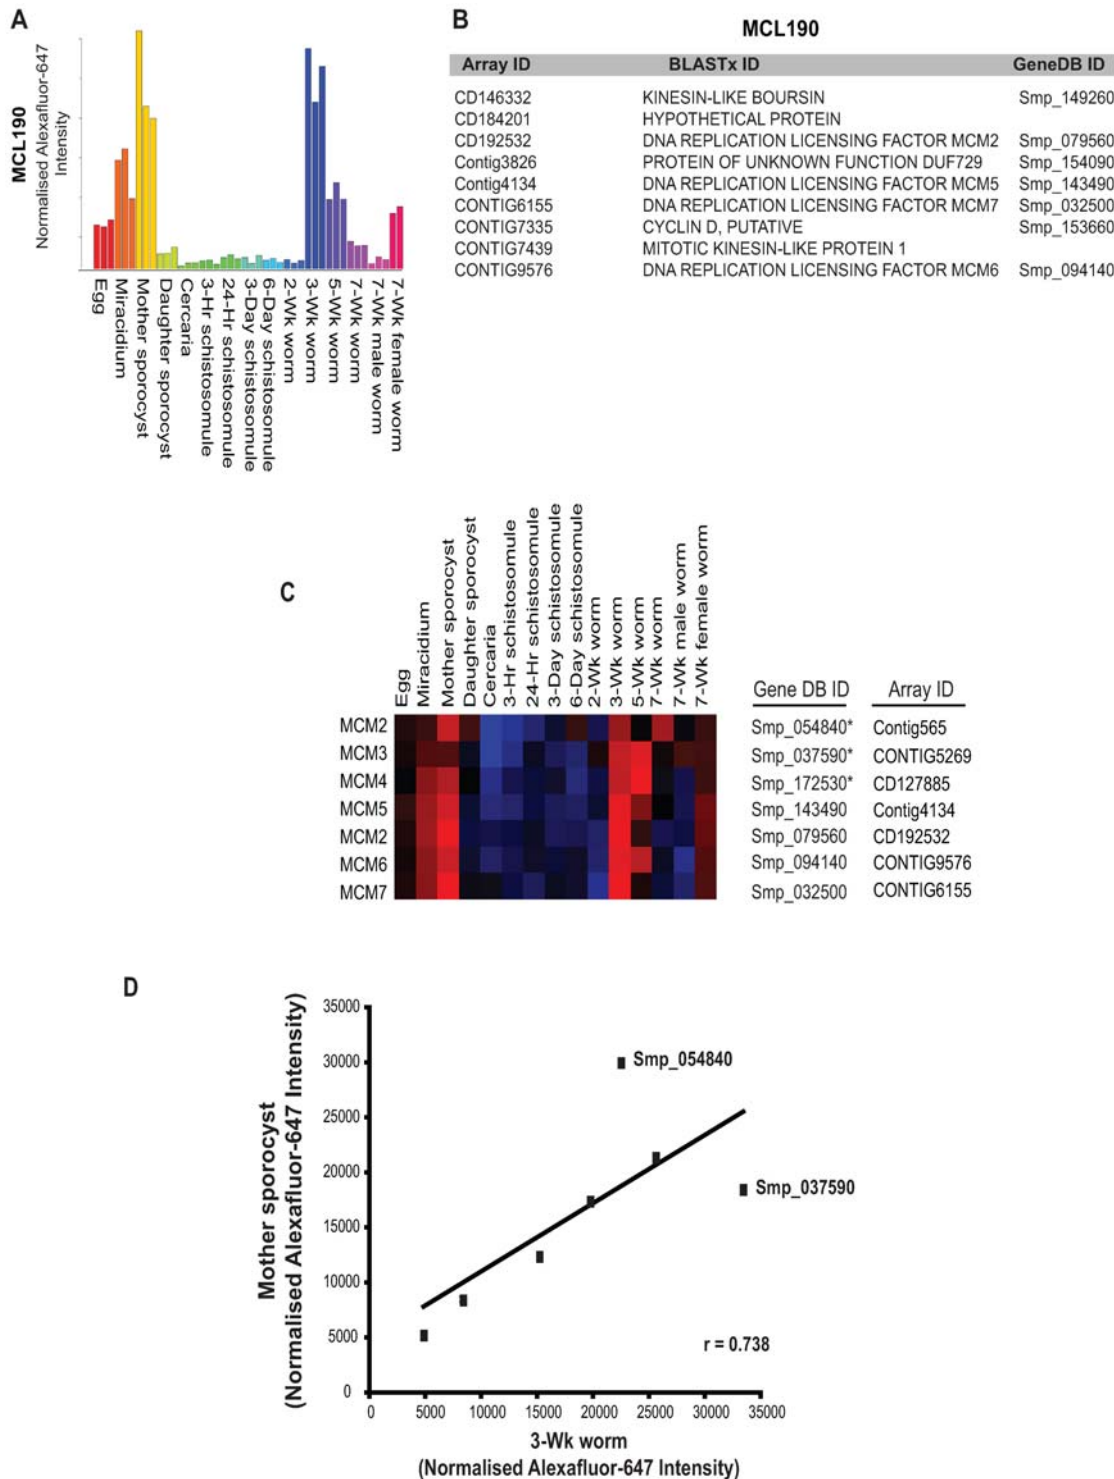 A
MCL190
Normalised Alexafluor-647
Intensity
Egg
Miracidium
Mother sporocyst
Daughter sporocyst
Cercaria
3-Hr schistosomule
24-Hr schistosomule
3-Day schistosomule
6-Day schistosomule
2-Wk worm
3-Wk worm
5-Wk worm
7-Wk worm
7-Wk male worm
7-Wk female worm
B
MCL190
Array ID BLASTx ID GeneDB ID
CD146332 KINESIN-LIKE BOURSIN Smp_149260
CD184201 HYPOTHETICAL PROTEIN
CD192532 DNA REPLICATION LICENSING FACTOR MCM2 Smp_079560
Contig3826 PROTEIN OF UNKNOWN FUNCTION DUF729 Smp_154090
Contig4134 DNA REPLICATION LICENSING FACTOR MCM5 Smp_143490
CONTIG6155 DNA REPLICATION LICENSING FACTOR MCM7 Smp_032500
CONTIG7335 CYCLIN D, PUTATIVE Smp_153660
CONTIG7439 MITOTIC KINESIN-LIKE PROTEIN 1
CONTIG9576 DNA REPLICATION LICENSING FACTOR MCM6 Smp_094140
C
Egg
Miracidium
Mother sporocyst
Daughter sporocyst
Cercaria
3-Hr schistosomule
24-Hr schistosomule
3-Day schistosomule
6-Day schistosomule
2-Wk worm
3-Wk worm
5-Wk worm
7-Wk worm
7-Wk male worm
7-Wk female worm
Gene DB ID Array ID
MCM2 Smp_054840* Contig565
MCM3 Smp_037590* CONTIG5269
MCM4 Smp_172530* CD127885
MCM5 Smp_143490 Contig4134
MCM2 Smp_079560 CD192532
MCM6 Smp_094140 CONTIG9576
MCM7 Smp_032500 CONTIG6155
D
Mother sporocyst
(Normalised Alexafluor-647 Intensity)
35000
30000
25000
20000
15000
10000
5000
0
Smp_054840
Smp_037590
r = 0.738
0 5000 10000 15000 20000 25000 30000 35000
3-Wk worm
(Normalised Alexafluor-647 Intensity)